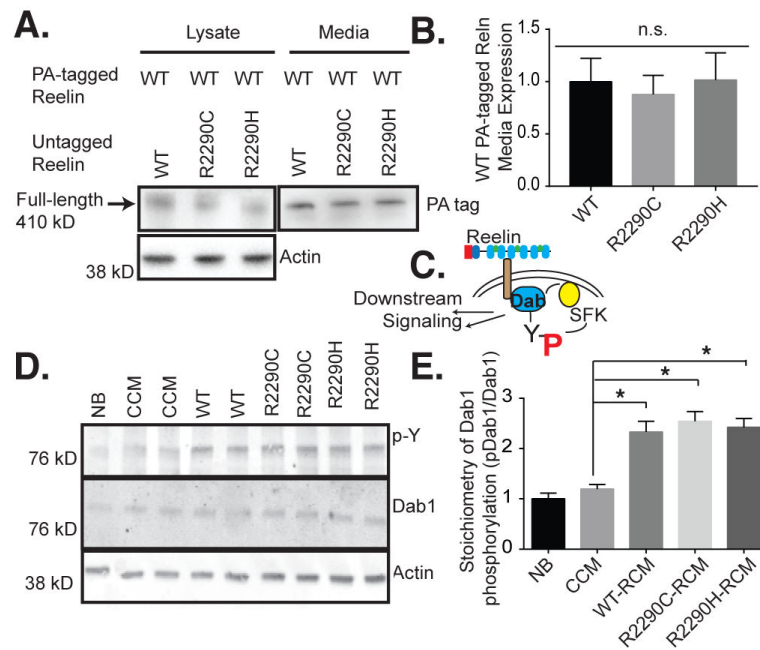 A.
Lysate Media
PA-tagged
Reelin
WT WT WT WT WT WT
Untagged
Reelin
WT R2290C R2290H WT R2290C R2290H
Full-length
410 kD
PA tag
38 kD
Actin
B.
WT PA-tagged Reln
Media Expression
n.s.
1.5
1.0
0.5
0.0
WT R2290C R2290H
C.
Reelin
Dab
SFK
Y P
Downstream
Signaling
D.
NB CCM CCM WT WT R2290C R2290C R2290H R2290H
76 kD
p-Y
76 kD
Dab1
38 kD
Actin
E.
Stoichiometry of Dab1
phosphorylation (pDab1/Dab1)
*
*
*
3
2
1
0
NB CCM WT-RCM R2290C-RCM R2290H-RCM